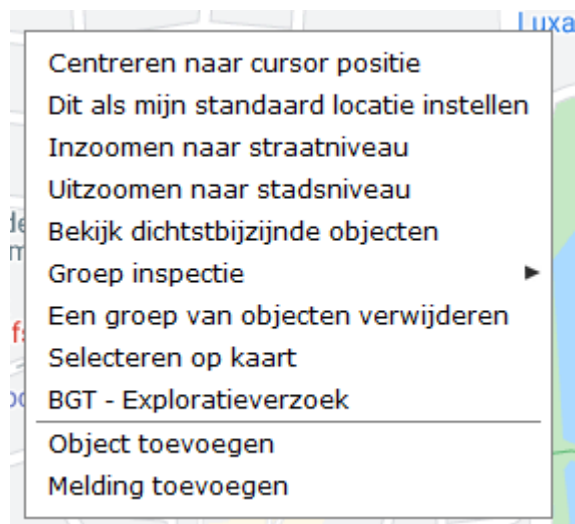 Luxa
Centreren naar cursor positie
Dit als mijn standaard locatie instellen
Inzoomen naar straatniveau
Uitzoomen naar stadsniveau
Bekijk dichtstbijzijnde objecten
Groep inspectie
Een groep van objecten verwijderen
Selecteren op kaart
BGT - Exploratieverzoek
Object toevoegen
Melding toevoegen